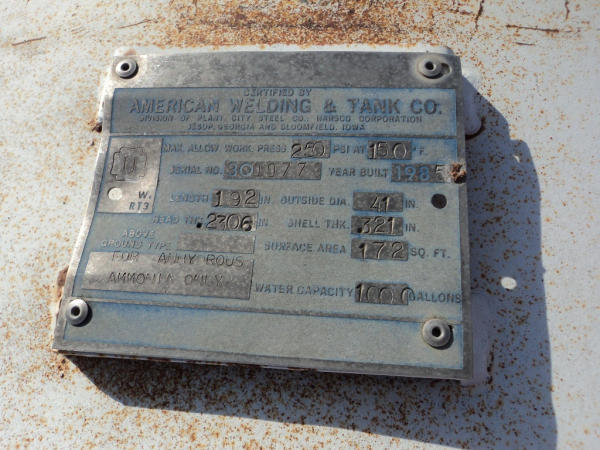 CERTIFIED BY
AMERICAN WELDING & TANK CO.
DIVISION OF PLANT CITY STEEL CO., HARSCO CORPORATION
JESUP, GEORGIA AND BLOOMFIELD, IOWA
MAX. ALLOW. WORK. PRESS 250 PSI AT 150 °F.
SERIAL NO. YEAR BUILT 1985
U
W.
RT3
LENGTH 192 IN. OUTSIDE DIA. 41 IN.
HEAD THK. .2306 IN. SHELL THK. .321 IN.
ABOVE
GROUND TYPE SURFACE AREA 172 SQ. FT.
FOR ANHYDROUS
AMMONIA ONLY
WATER CAPACITY 1000 GALLONS